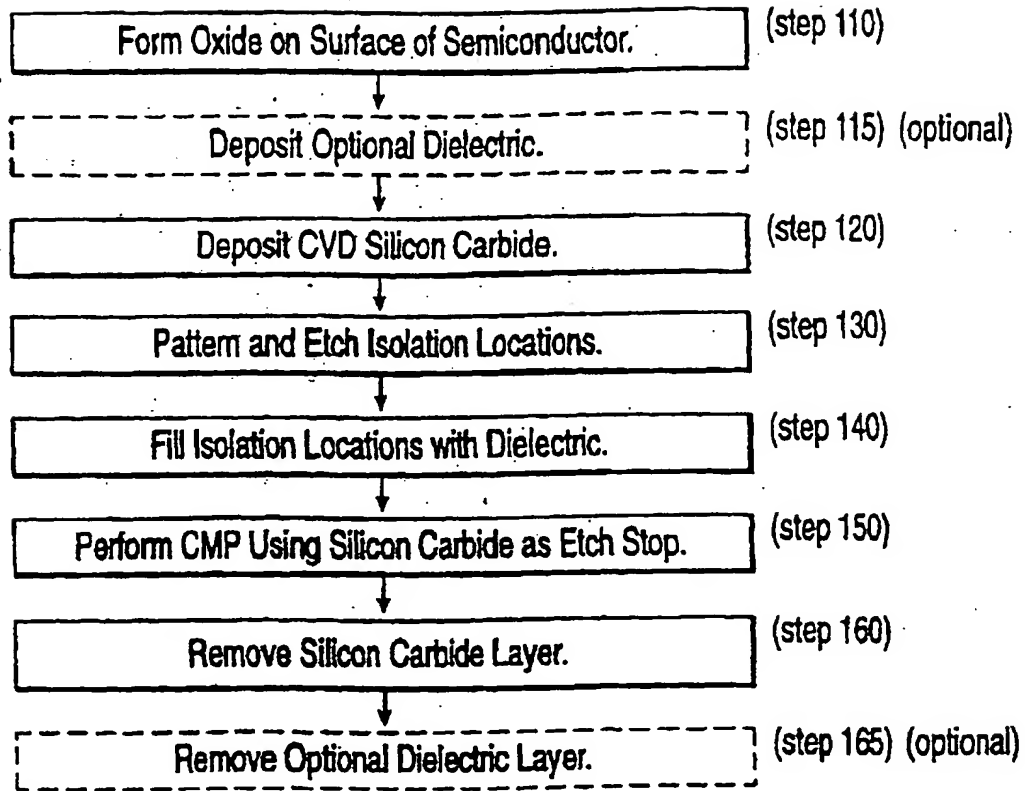 Form Oxide on Surface of Semiconductor. (step 110)
Deposit Optional Dielectric. (step 115) (optional)
Deposit CVD Silicon Carbide. (step 120)
Pattern and Etch Isolation Locations. (step 130)
Fill Isolation Locations with Dielectric. (step 140)
Perform CMP Using Silicon Carbide as Etch Stop. (step 150)
Remove Silicon Carbide Layer. (step 160)
Remove Optional Dielectric Layer. (step 165) (optional)